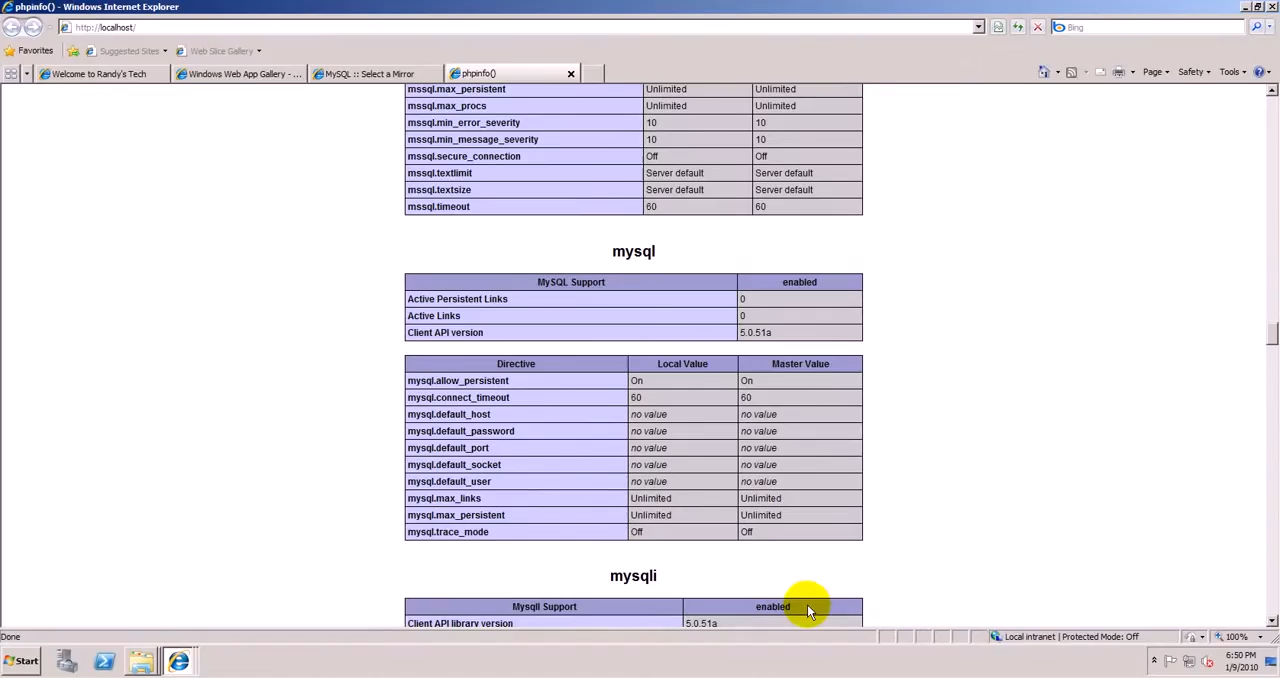 phpinfo() - Windows Internet Explorer
http://localhost/
Bing
Favorites Suggested Sites Web Slice Gallery
Welcome to Randy's Tech Windows Web App Gallery - ... MySQL :: Select a Mirror phpinfo() Page Safety Tools
mssql.max_persistent Unlimited Unlimited
mssql.max_procs Unlimited Unlimited
mssql.min_error_severity 10 10
mssql.min_message_severity 10 10
mssql.secure_connection Off Off
mssql.textlimit Server default Server default
mssql.textsize Server default Server default
mssql.timeout 60 60
mysql
MySQL Support enabled
Active Persistent Links 0
Active Links 0
Client API version 5.0.51a
Directive Local Value Master Value
mysql.allow_persistent On On
mysql.connect_timeout 60 60
mysql.default_host no value no value
mysql.default_password no value no value
mysql.default_port no value no value
mysql.default_socket no value no value
mysql.default_user no value no value
mysql.max_links Unlimited Unlimited
mysql.max_persistent Unlimited Unlimited
mysql.trace_mode Off Off
mysqli
MysqlI Support enabled
Client API library version 5.0.51a
Done Local intranet | Protected Mode: Off 100%
Start 6:50 PM
1/9/2010